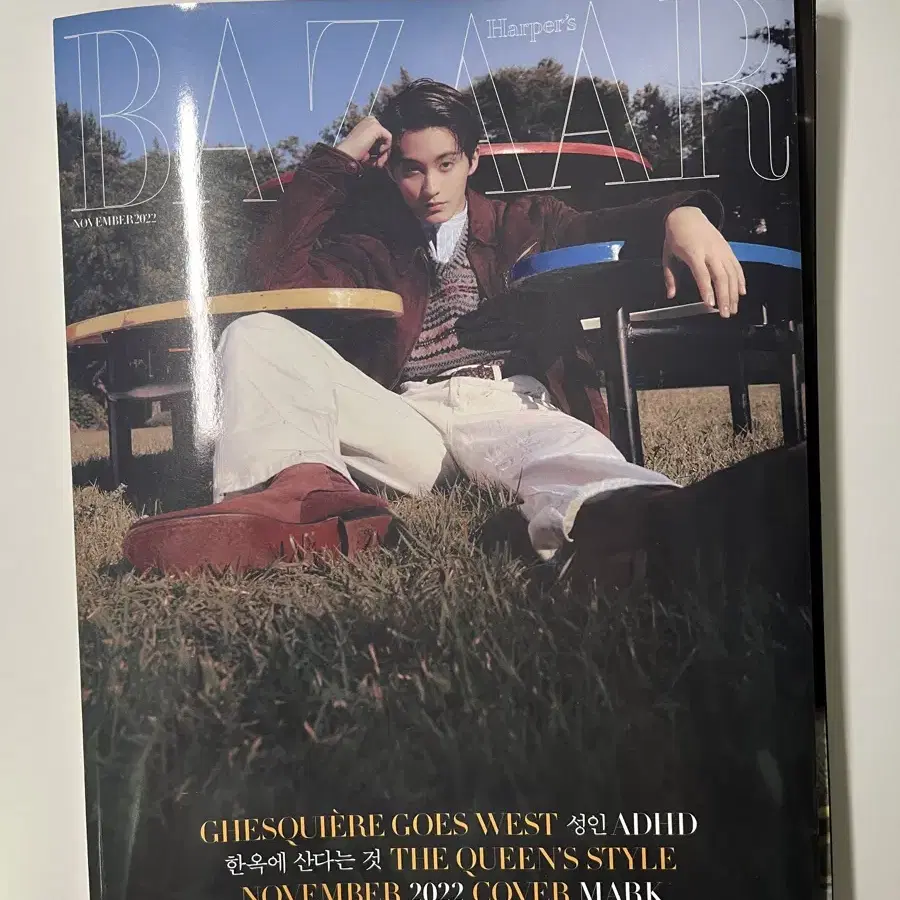 Harper's
BAZAAR
NOVEMBER 2022
GHESQUIÈRE GOES WEST 성인 ADHD
한옥에 산다는 것 THE QUEEN'S STYLE
NOVEMBER 2022 COVER MARK